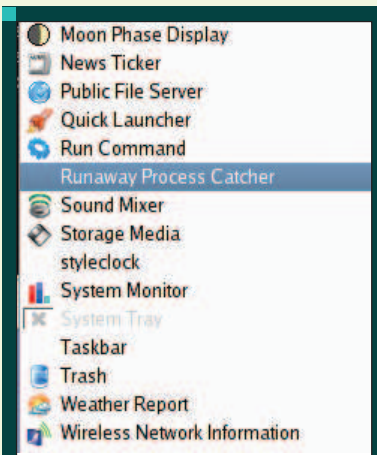 Moon Phase Display
News Ticker
Public File Server
Quick Launcher
Run Command
Runaway Process Catcher
Sound Mixer
Storage Media
styleclock
System Monitor
System Tray
Taskbar
Trash
Weather Report
Wireless Network Information